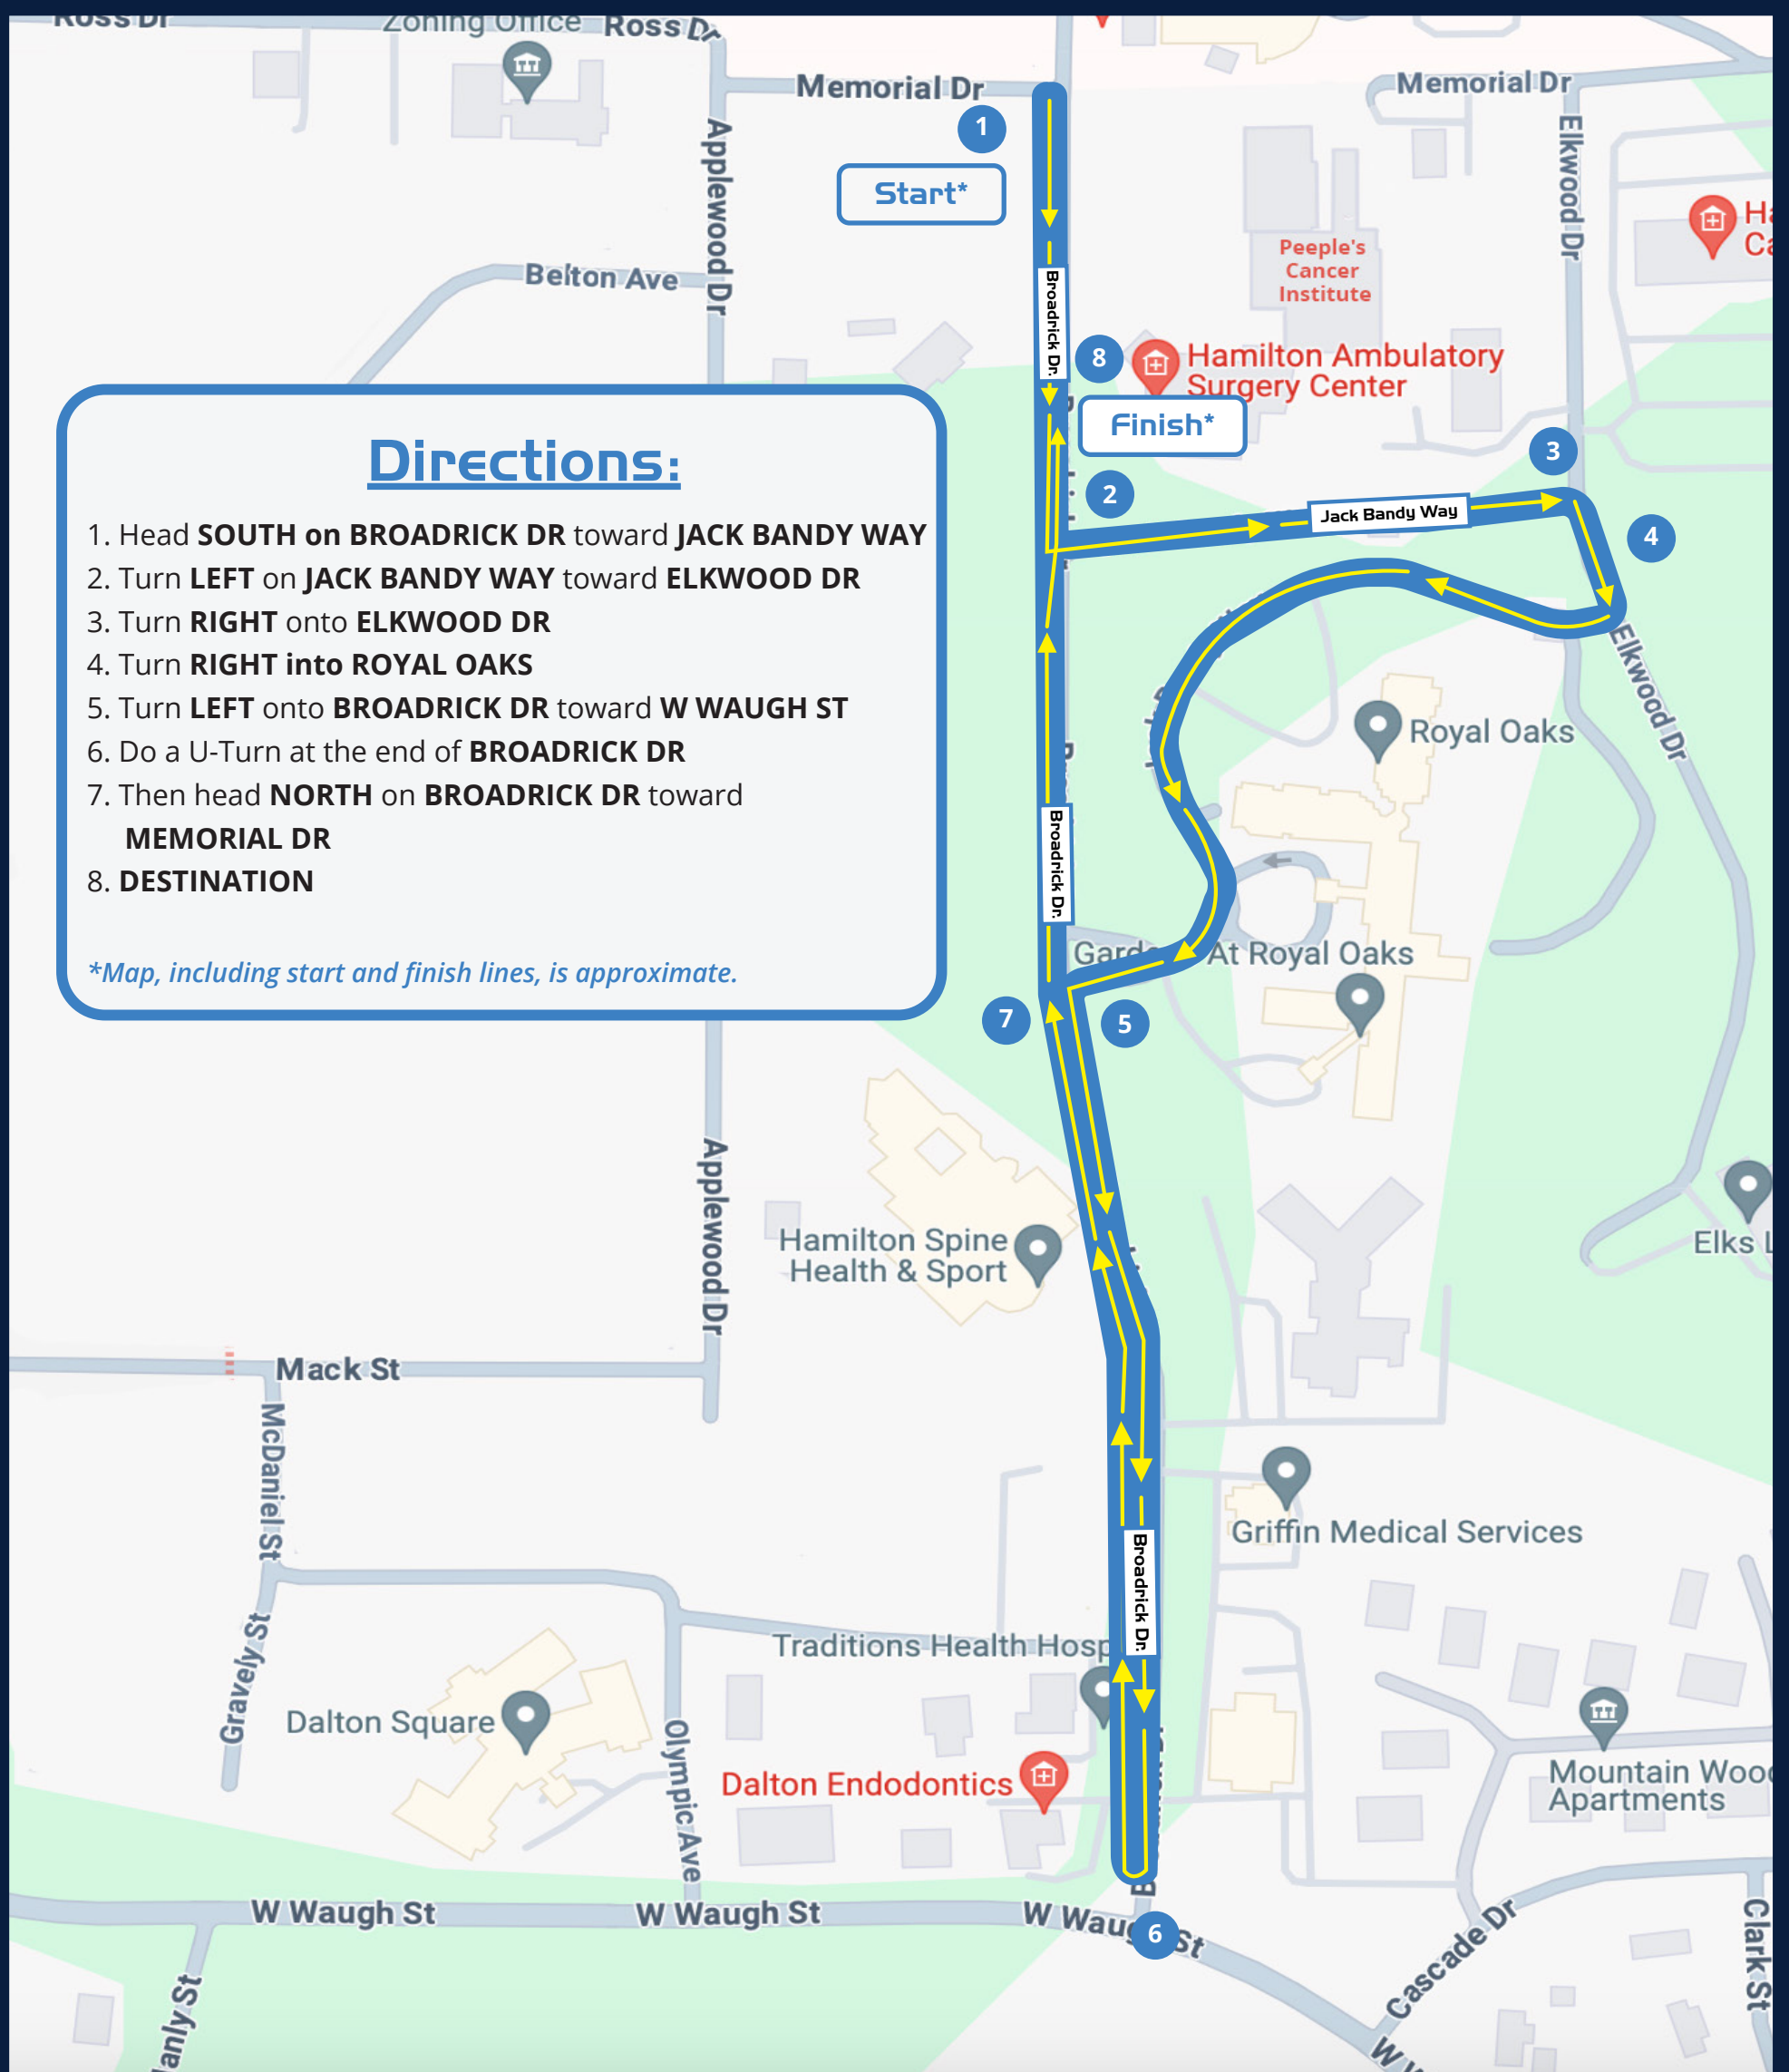 Ross Dr
Zoning Office
Ross Dr
Memorial Dr
Memorial Dr
1
Start*
Applewood Dr
Elkwood Dr
Belton Ave
Peeple's
Cancer
Institute
Broadrick Dr.
8
Hamilton Ambulatory
Surgery Center
Finish*
2
3
Jack Bandy Way
4
Directions:
1. Head SOUTH on BROADRICK DR toward JACK BANDY WAY
2. Turn LEFT on JACK BANDY WAY toward ELKWOOD DR
3. Turn RIGHT onto ELKWOOD DR
4. Turn RIGHT into ROYAL OAKS
5. Turn LEFT onto BROADRICK DR toward W WAUGH ST
6. Do a U-Turn at the end of BROADRICK DR
7. Then head NORTH on BROADRICK DR toward
MEMORIAL DR
8. DESTINATION
*Map, including start and finish lines, is approximate.
Elkwood Dr
Royal Oaks
Broadrick Dr.
At Royal Oaks
7
5
Applewood Dr
Hamilton Spine
Health & Sport
Elks L
Mack St
McDaniel St
Griffin Medical Services
Broadrick Dr.
Gravely St
Traditions Health Hosp
Dalton Square
Olympic Ave
Dalton Endodontics
Mountain Wood
Apartments
W Waugh St
W Waugh St
W Waugh St
6
Cascade Dr
Clark St